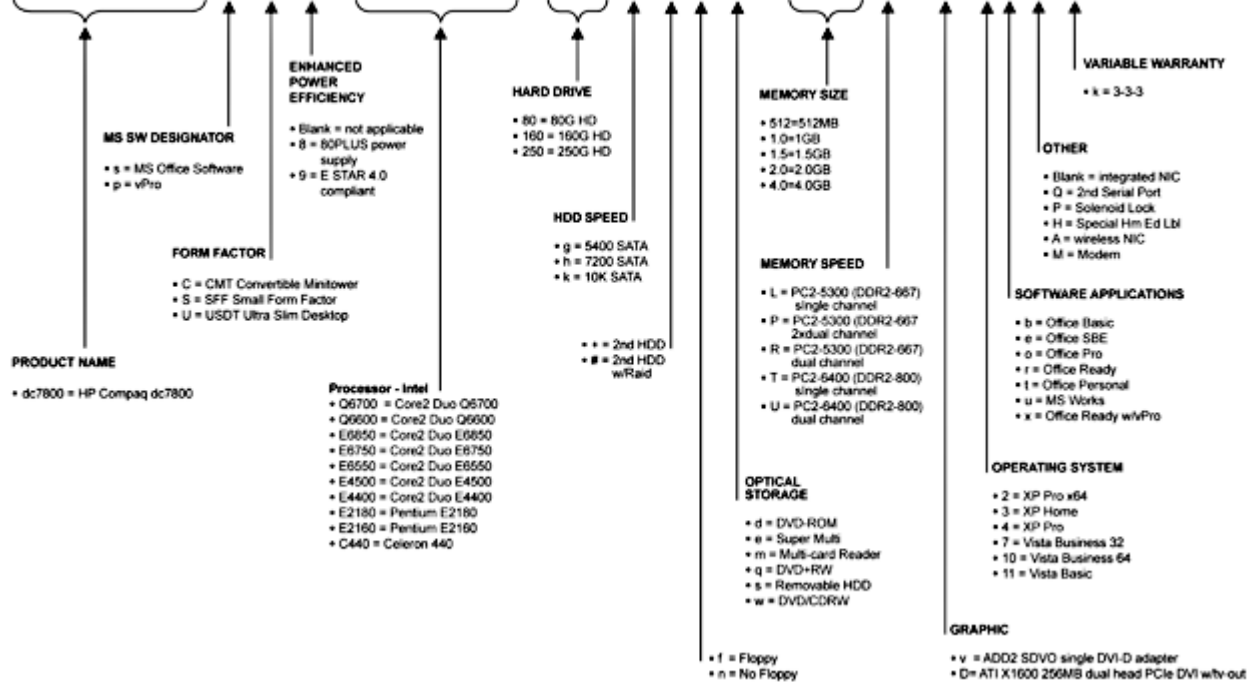 VARIABLE WARRANTY
• k = 3-3-3
ENHANCED
POWER
EFFICIENCY
• Blank = not applicable
• 8 = 80PLUS power
supply
• 9 = E STAR 4.0
compliant
HARD DRIVE
• 80 = 80G HD
• 160 = 160G HD
• 250 = 250G HD
MEMORY SIZE
• 512=512MB
• 1.0=1GB
• 1.5=1.5GB
• 2.0=2.0GB
• 4.0=4.0GB
MS SW DESIGNATOR
• s = MS Office Software
• p = vPro
OTHER
• Blank = integrated NIC
• Q = 2nd Serial Port
• P = Solenoid Lock
• H = Special Hm Ed Lbl
• A = wireless NIC
• M = Modem
HDD SPEED
• g = 5400 SATA
• h = 7200 SATA
• k = 10K SATA
FORM FACTOR
• C = CMT Convertible Minitower
• S = SFF Small Form Factor
• U = USDT Ultra Slim Desktop
MEMORY SPEED
• L = PC2-5300 (DDR2-667)
single channel
• P = PC2-5300 (DDR2-667
2xdual channel
• R = PC2-5300 (DDR2-667)
dual channel
• T = PC2-6400 (DDR2-800)
single channel
• U = PC2-6400 (DDR2-800)
dual channel
SOFTWARE APPLICATIONS
• b = Office Basic
• e = Office SBE
• o = Office Pro
• r = Office Ready
• t = Office Personal
• u = MS Works
• x = Office Ready w/vPro
• + = 2nd HDD
• # = 2nd HDD
w/Raid
PRODUCT NAME
• dc7800 = HP Compaq dc7800
Processor - Intel
• Q6700 = Core2 Duo Q6700
• Q6600 = Core2 Duo Q6600
• E6850 = Core2 Duo E6850
• E6750 = Core2 Duo E6750
• E6550 = Core2 Duo E6550
• E4500 = Core2 Duo E4500
• E4400 = Core2 Duo E4400
• E2180 = Pentium E2180
• E2160 = Pentium E2160
• C440 = Celeron 440
OPTICAL
STORAGE
• d = DVD-ROM
• e = Super Multi
• m = Multi-card Reader
• q = DVD+RW
• s = Removable HDD
• w = DVD/CDRW
OPERATING SYSTEM
• 2 = XP Pro x64
• 3 = XP Home
• 4 = XP Pro
• 7 = Vista Business 32
• 10 = Vista Business 64
• 11 = Vista Basic
GRAPHIC
• v = ADD2 SDVO single DVI-D adapter
• D= ATI X1600 256MB dual head PCIe DVI w/tv-out
• f = Floppy
• n = No Floppy